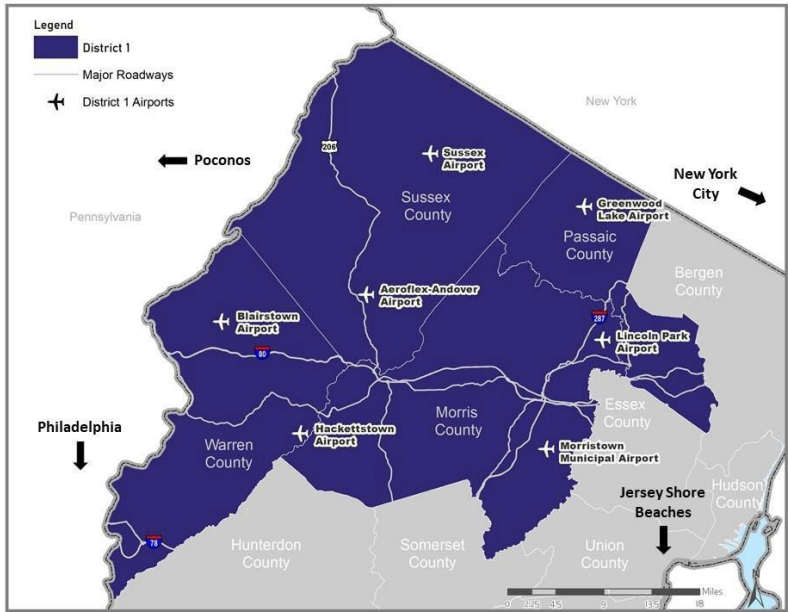 Legend
District 1
Major Roadways
District 1 Airports
New York
206
Sussex
Airport
Poconos
New York
City
Pennsylvania
Sussex
County
Greenwood
Lake Airport
Passaic
County
Bergen
County
Aeroflex-Andover
Airport
Blairstown
Airport
287
Lincoln Park
Airport
80
Essex
County
Philadelphia
Hackettstown
Airport
Morris
County
Warren
County
Morristown
Municipal Airport
Jersey Shore
Beaches
Hudson
County
78
Hunterdon
County
Somerset
County
Union
County
Miles
0 2.25 4.5 9 13.5 18